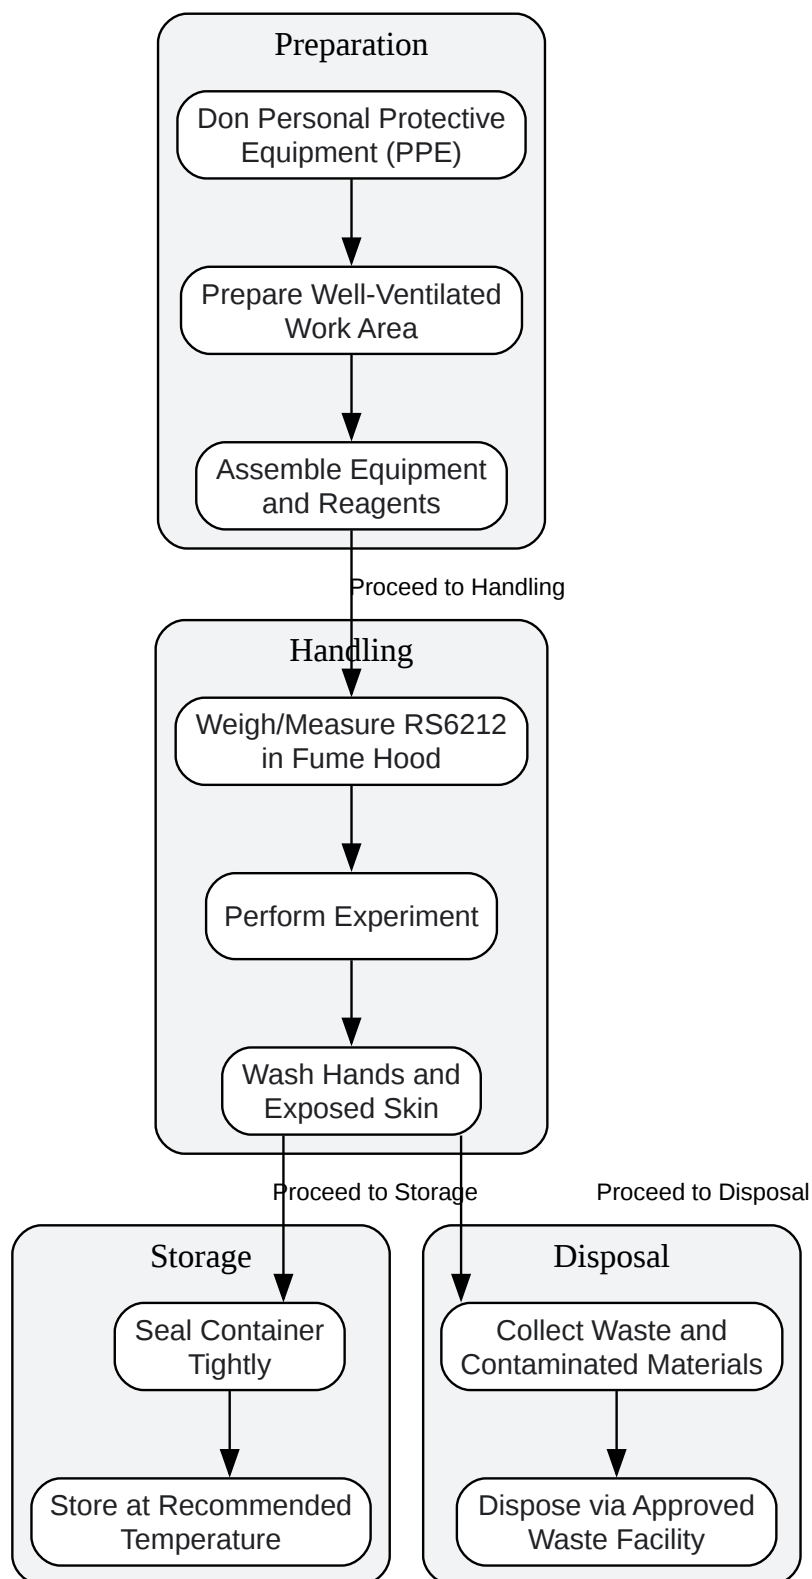 Preparation
Don Personal Protective
Equipment (PPE)
Prepare Well-Ventilated
Work Area
Assemble Equipment
and Reagents
Proceed to Handling
Handling
Weigh/Measure RS6212
in Fume Hood
Perform Experiment
Wash Hands and
Exposed Skin
Proceed to Storage
Proceed to Disposal
Storage
Seal Container
Tightly
Store at Recommended
Temperature
Disposal
Collect Waste and
Contaminated Materials
Dispose via Approved
Waste Facility